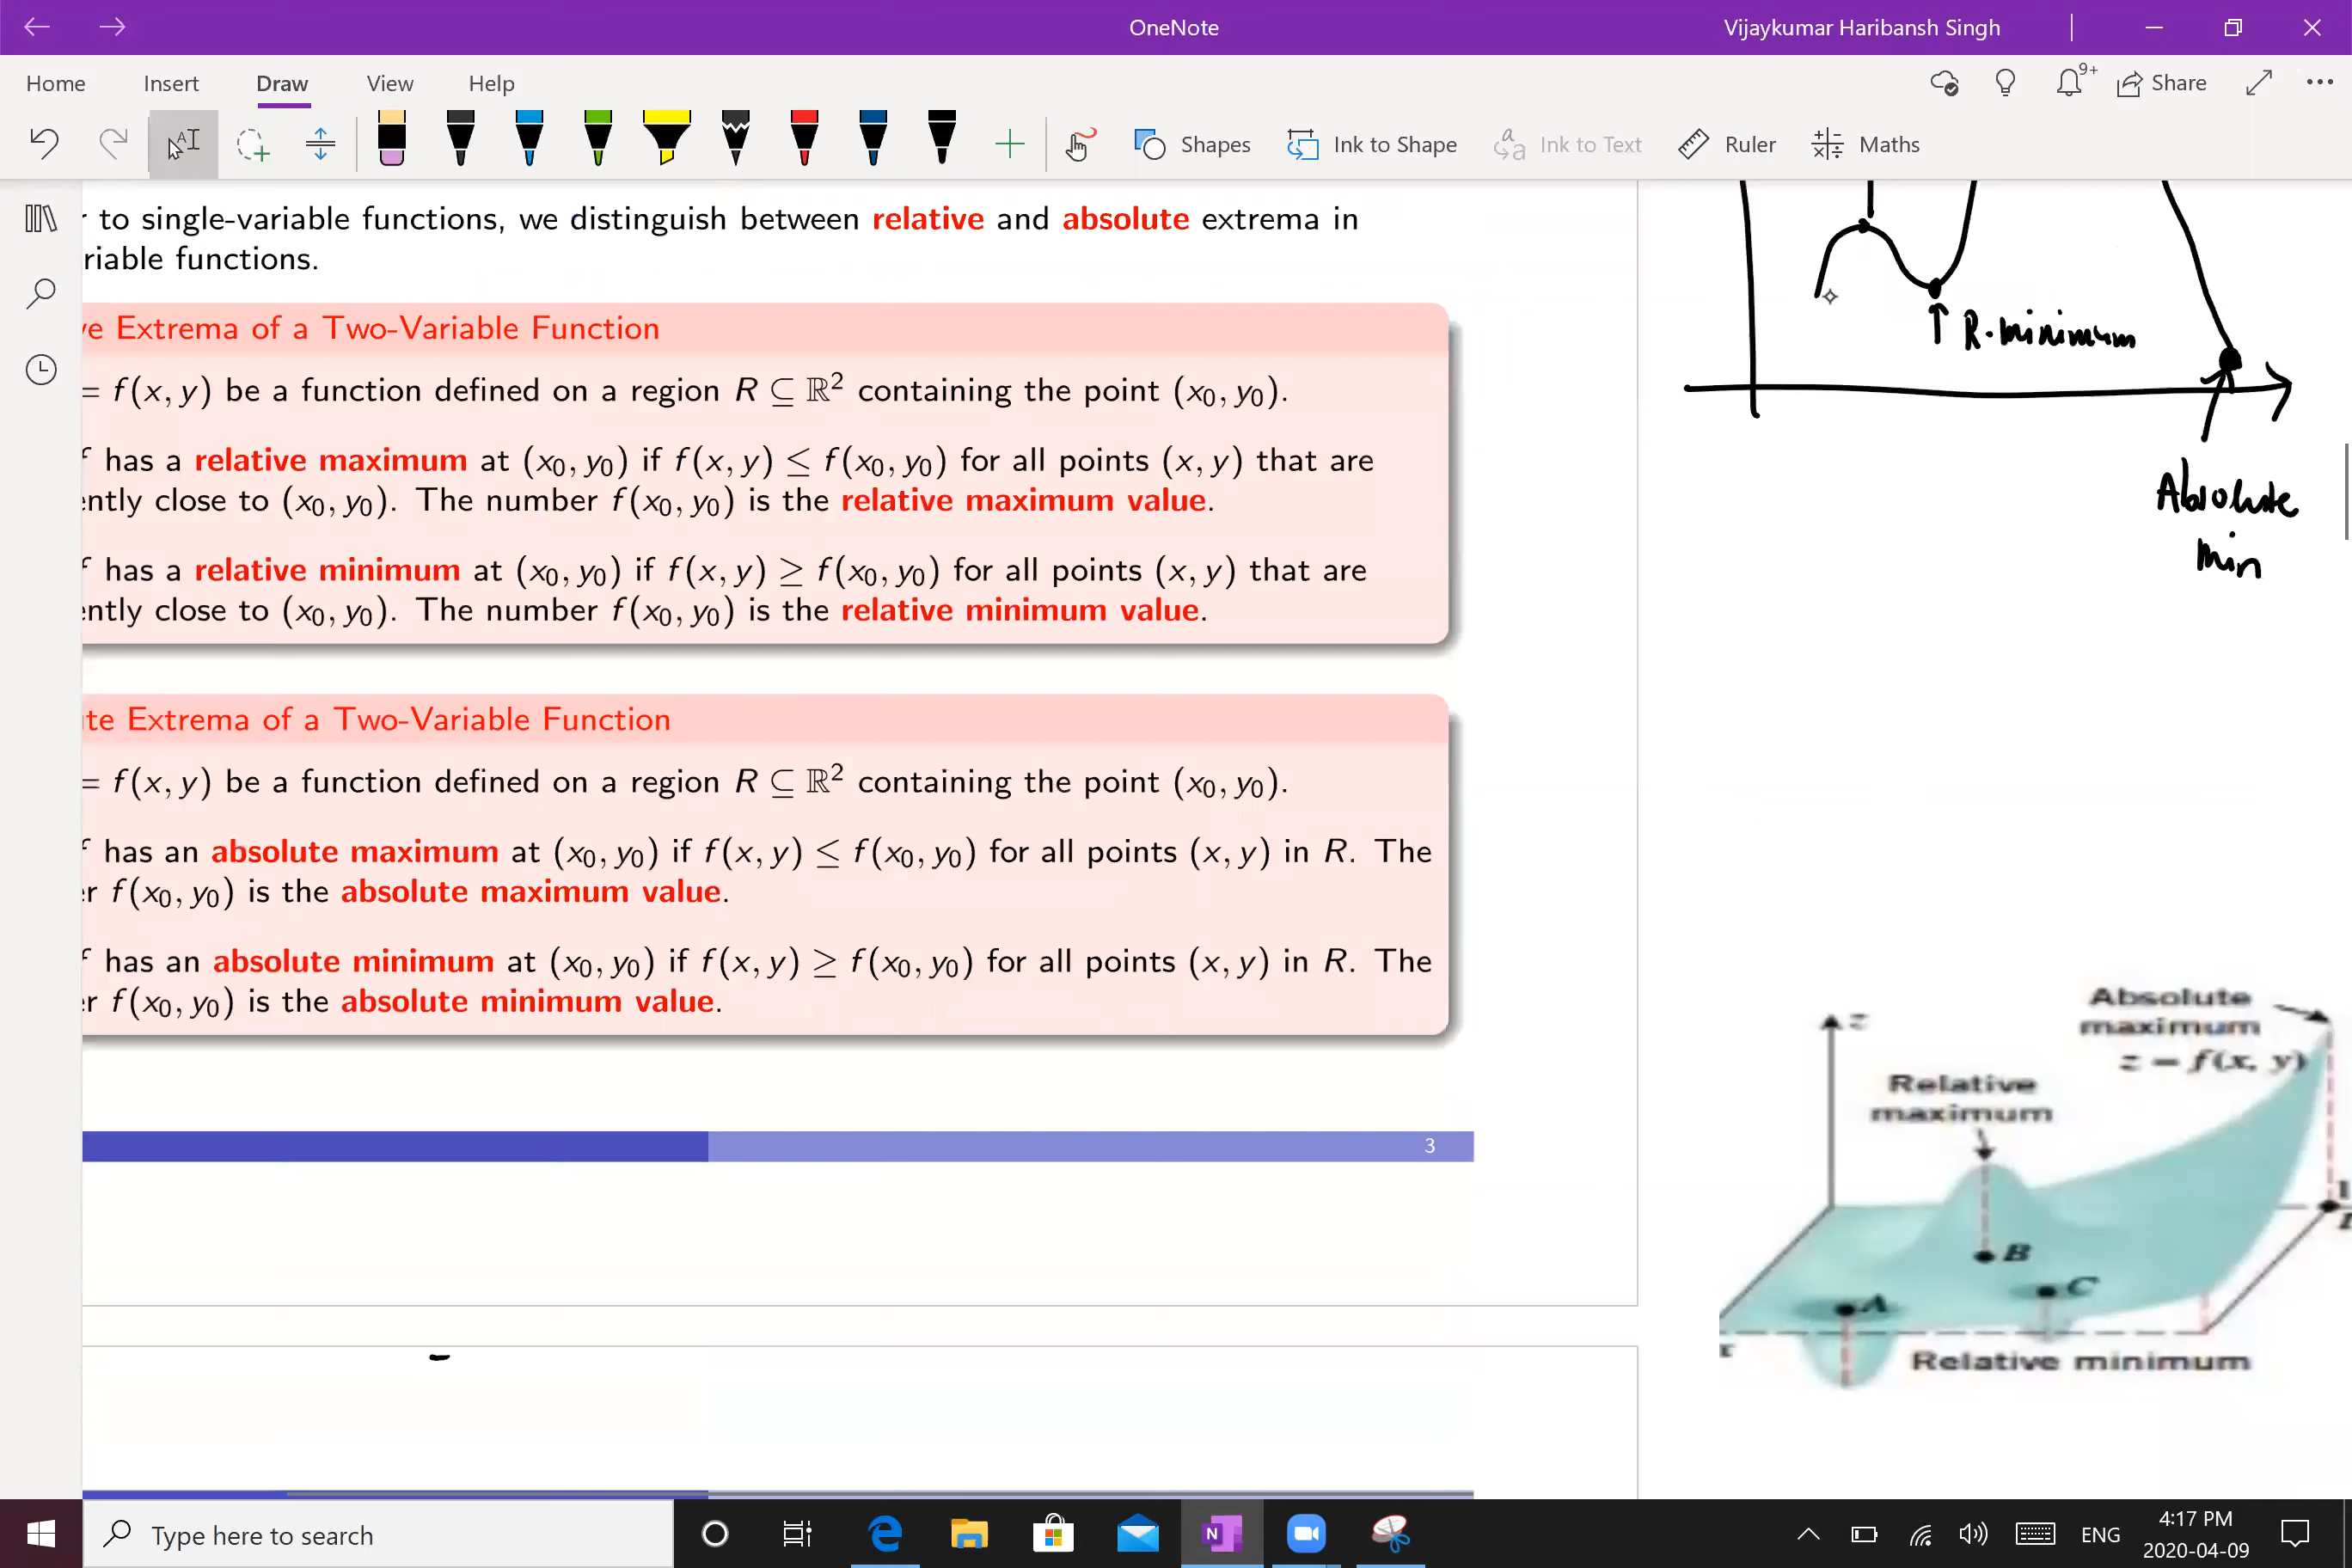 OneNote
Vijaykumar Haribansh Singh
Home Insert Draw View Help
9+
Share
Shapes Ink to Shape Ink to Text Ruler Maths
r to single-variable functions, we distinguish between relative and absolute extrema in
riable functions.
ve Extrema of a Two-Variable Function
= f(x, y) be a function defined on a region R ⊆ ℝ² containing the point (x₀, y₀).
f has a relative maximum at (x₀, y₀) if f(x, y) ≤ f(x₀, y₀) for all points (x, y) that are
ently close to (x₀, y₀). The number f(x₀, y₀) is the relative maximum value.
f has a relative minimum at (x₀, y₀) if f(x, y) ≥ f(x₀, y₀) for all points (x, y) that are
ently close to (x₀, y₀). The number f(x₀, y₀) is the relative minimum value.
te Extrema of a Two-Variable Function
= f(x, y) be a function defined on a region R ⊆ ℝ² containing the point (x₀, y₀).
f has an absolute maximum at (x₀, y₀) if f(x, y) ≤ f(x₀, y₀) for all points (x, y) in R. The
er f(x₀, y₀) is the absolute maximum value.
f has an absolute minimum at (x₀, y₀) if f(x, y) ≥ f(x₀, y₀) for all points (x, y) in R. The
er f(x₀, y₀) is the absolute minimum value.
3
R.minimum
Absolute
min
Absolute
maximum
z = f(x, y)
z
Relative
maximum
B
C
A
Relative minimum
Type here to search
ENG
4:17 PM
2020-04-09